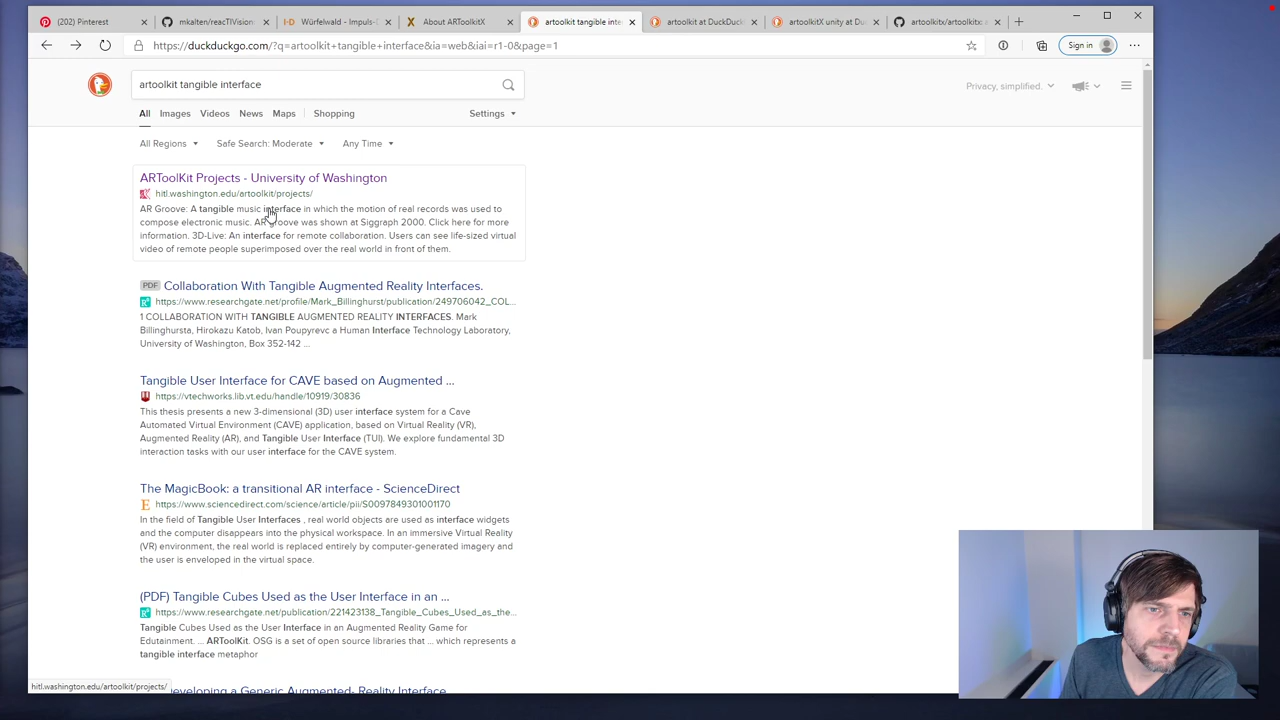 (202) Pinterest
mkalten/reacTIVision:
Würfelwald - Impuls-D
About ARToolkitX
artoolkit tangible inter
artoolkit at DuckDuck
artoolkitX unity at Du
artoolkitx/artoolkitx a
https://duckduckgo.com/?q=artoolkit+tangible+interface&ia=web&iai=r1-0&page=1
Sign in
artoolkit tangible interface
Privacy, simplified.
All Images Videos News Maps Shopping Settings
All Regions Safe Search: Moderate Any Time
ARToolKit Projects - University of Washington
hitl.washington.edu/artoolkit/projects/
AR Groove: A tangible music interface in which the motion of real records was used to
compose electronic music. AR Groove was shown at Siggraph 2000. Click here for more
information. 3D-Live: An interface for remote collaboration. Users can see life-sized virtual
video of remote people superimposed over the real world in front of them.
PDF Collaboration With Tangible Augmented Reality Interfaces.
https://www.researchgate.net/profile/Mark_Billinghurst/publication/249706042_COL...
1 COLLABORATION WITH TANGIBLE AUGMENTED REALITY INTERFACES. Mark
Billinghursta, Hirokazu Katob, Ivan Poupyrevc a Human Interface Technology Laboratory,
University of Washington, Box 352-142 ...
Tangible User Interface for CAVE based on Augmented ...
https://vtechworks.lib.vt.edu/handle/10919/30836
This thesis presents a new 3-dimensional (3D) user interface system for a Cave
Automated Virtual Environment (CAVE) application, based on Virtual Reality (VR),
Augmented Reality (AR), and Tangible User Interface (TUI). We explore fundamental 3D
interaction tasks with our user interface for the CAVE system.
The MagicBook: a transitional AR interface - ScienceDirect
https://www.sciencedirect.com/science/article/pii/S0097849301001170
In the field of Tangible User Interfaces , real world objects are used as interface widgets
and the computer disappears into the physical workspace. In an immersive Virtual Reality
(VR) environment, the real world is replaced entirely by computer-generated imagery and
the user is enveloped in the virtual space.
(PDF) Tangible Cubes Used as the User Interface in an ...
https://www.researchgate.net/publication/221423138_Tangible_Cubes_Used_as_the...
Tangible Cubes Used as the User Interface in an Augmented Reality Game for
Edutainment. ... ARToolKit. OSG is a set of open source libraries that ... which represents a
tangible interface metaphor
eveloping a Generic Augmented- Reality Interface
hitl.washington.edu/artoolkit/projects/